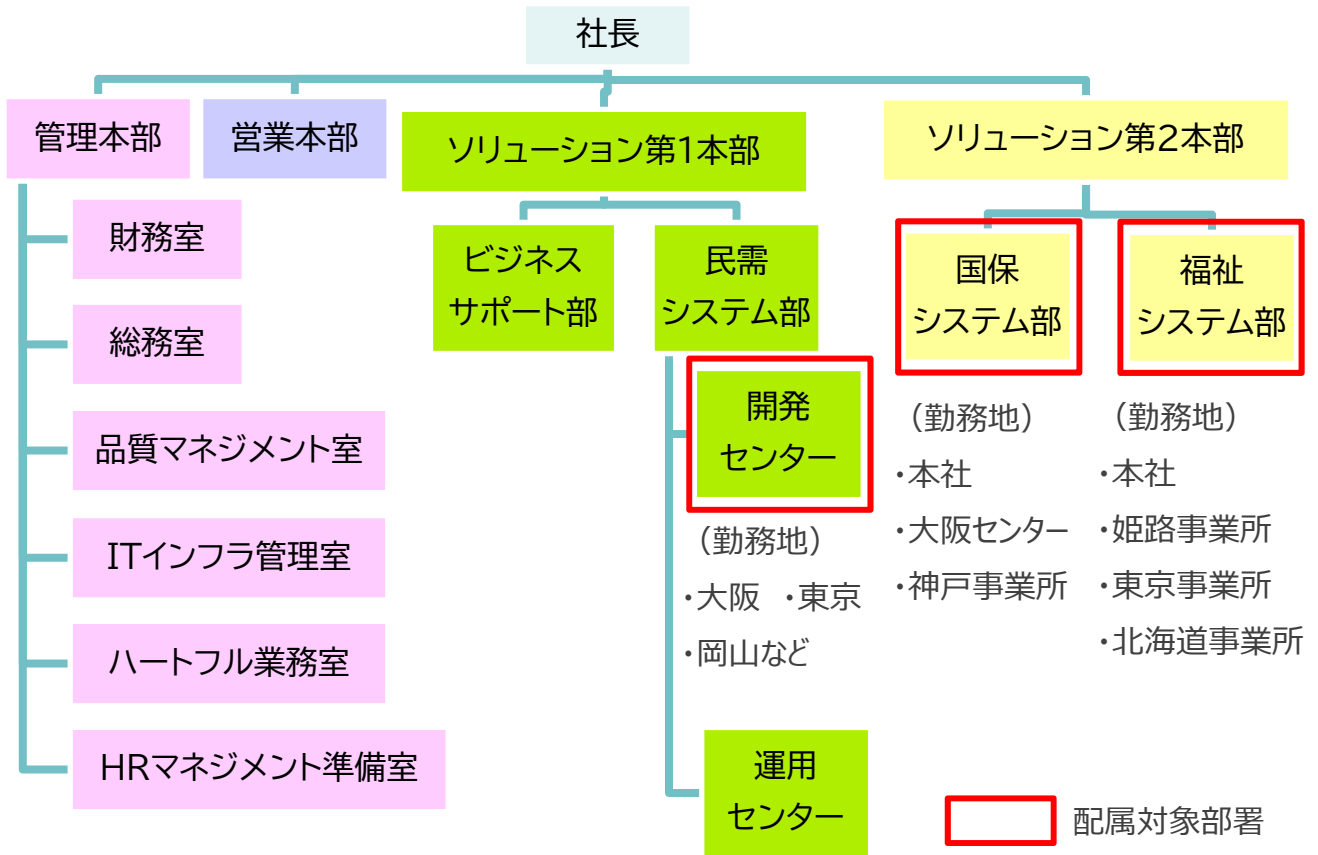 社長
管理本部
営業本部
ソリューション第1本部
ソリューション第2本部
財務室
総務室
品質マネジメント室
ITインフラ管理室
ハートフル業務室
HRマネジメント準備室
ビジネス
サポート部
民需
システム部
開発
センター
（勤務地）
・大阪 ・東京
・岡山など
運用
センター
国保
システム部
（勤務地）
・本社
・大阪センター
・神戸事業所
福祉
システム部
（勤務地）
・本社
・姫路事業所
・東京事業所
・北海道事業所
配属対象部署